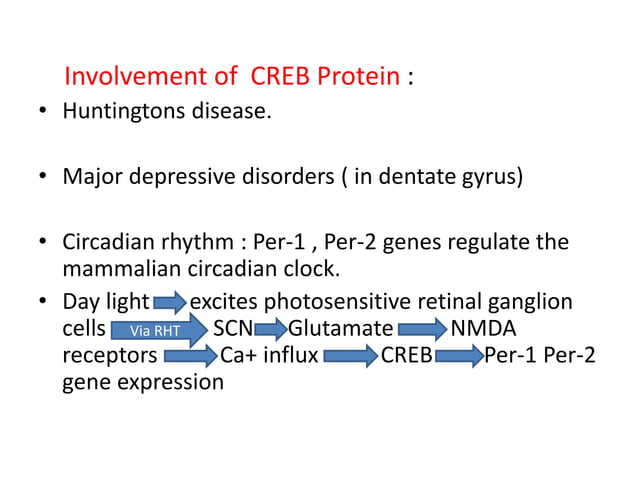 Involvement of  CREB Protein :
• Huntingtons disease.
• Major depressive disorders ( in dentate gyrus)
• Circadian rhythm : Per-1 , Per-2 genes regulate the
mammalian circadian clock.
• Day light excites photosensitive retinal ganglion
cells Via RHT SCN Glutamate NMDA
receptors Ca+ influx CREB Per-1 Per-2
gene expression